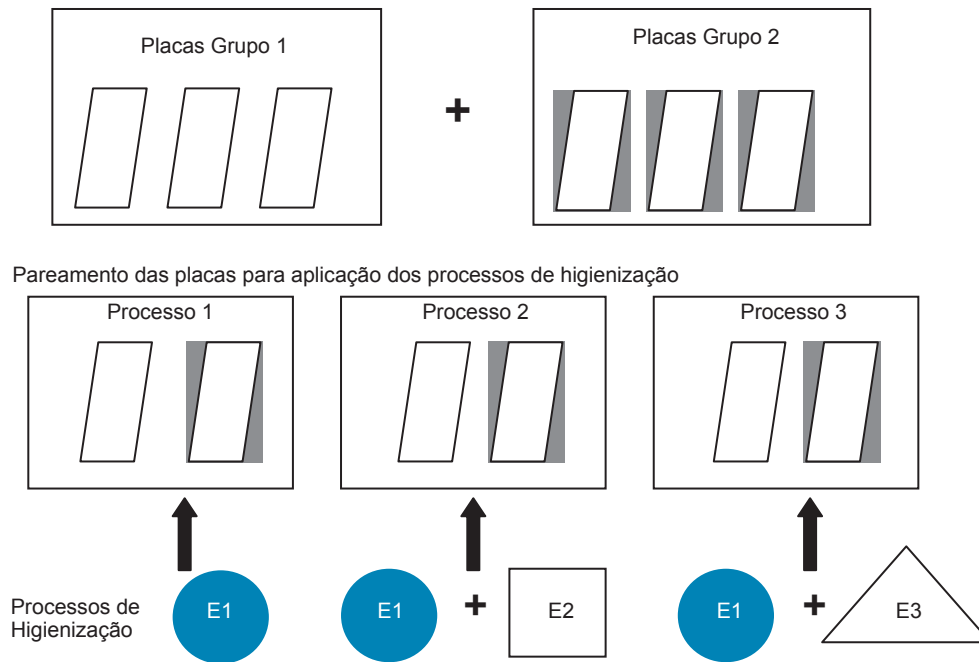 Placas Grupo 1
Placas Grupo 2
+
Pareamento das placas para aplicação dos processos de higienização
Processo 1
Processo 2
Processo 3
Processos de
Higienização
E1
E1 + E2
E1 + E3